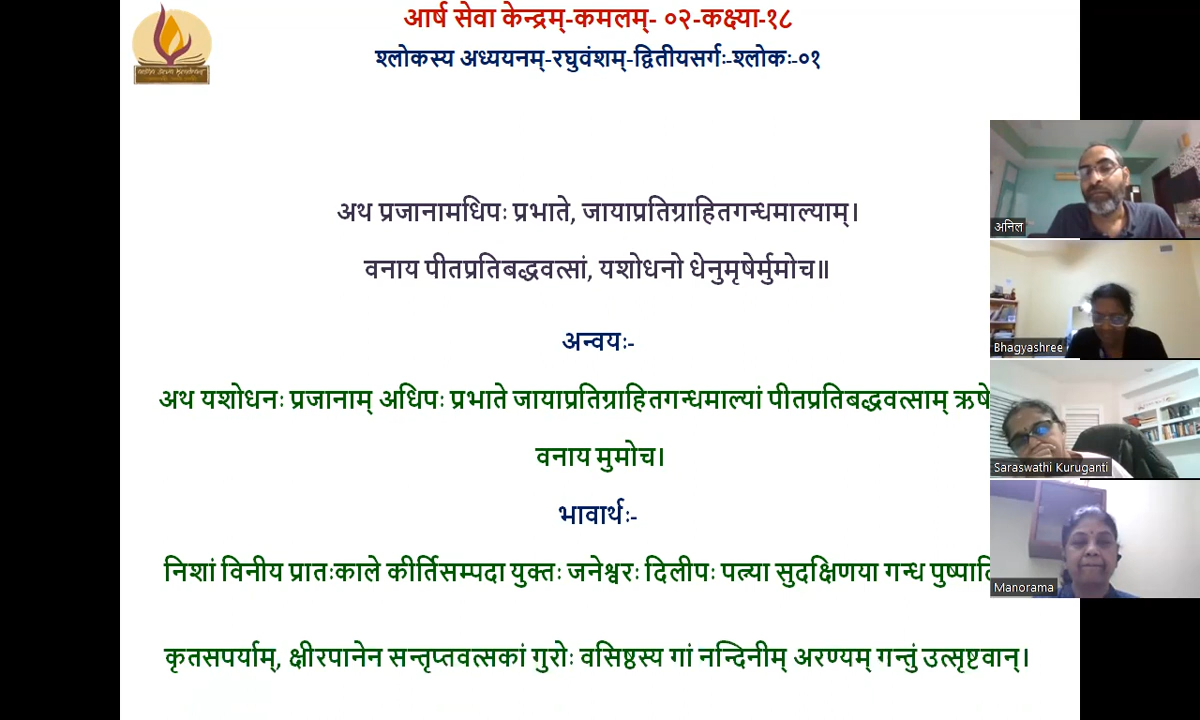 आर्ष सेवा केन्द्रम्-कमलम्- ०२-कक्ष्या-१८
श्लोकस्य अध्ययनम्-रघुवंशम्-द्वितीयसर्गः-श्लोकः-०१
अथ प्रजानामधिपः प्रभाते, जायाप्रतिग्राहितगन्धमाल्याम्।
वनाय पीतप्रतिबद्धवत्सां, यशोधनो धेनुमृषेर्मुमोच॥
अन्वयः-
अथ यशोधनः प्रजानाम् अधिपः प्रभाते जायाप्रतिग्राहितगन्धमाल्यां पीतप्रतिबद्धवत्साम्
वनाय मुमोच।
भावार्थः-
निशां विनीय प्रातःकाले कीर्तिसम्पदा युक्तः जनेश्वरः दिलीपः पत्न्या सुदक्षिणया गन्ध
कृतसपर्याम्, क्षीरपानेन सन्तृप्तवत्सकां गुरोः वसिष्ठस्य गां नन्दिनीम् अरण्यम् गन्तुं उत्सृष्टवान्।
अनिल
Bhagyashree
Saraswathi Kuruganti
Manorama